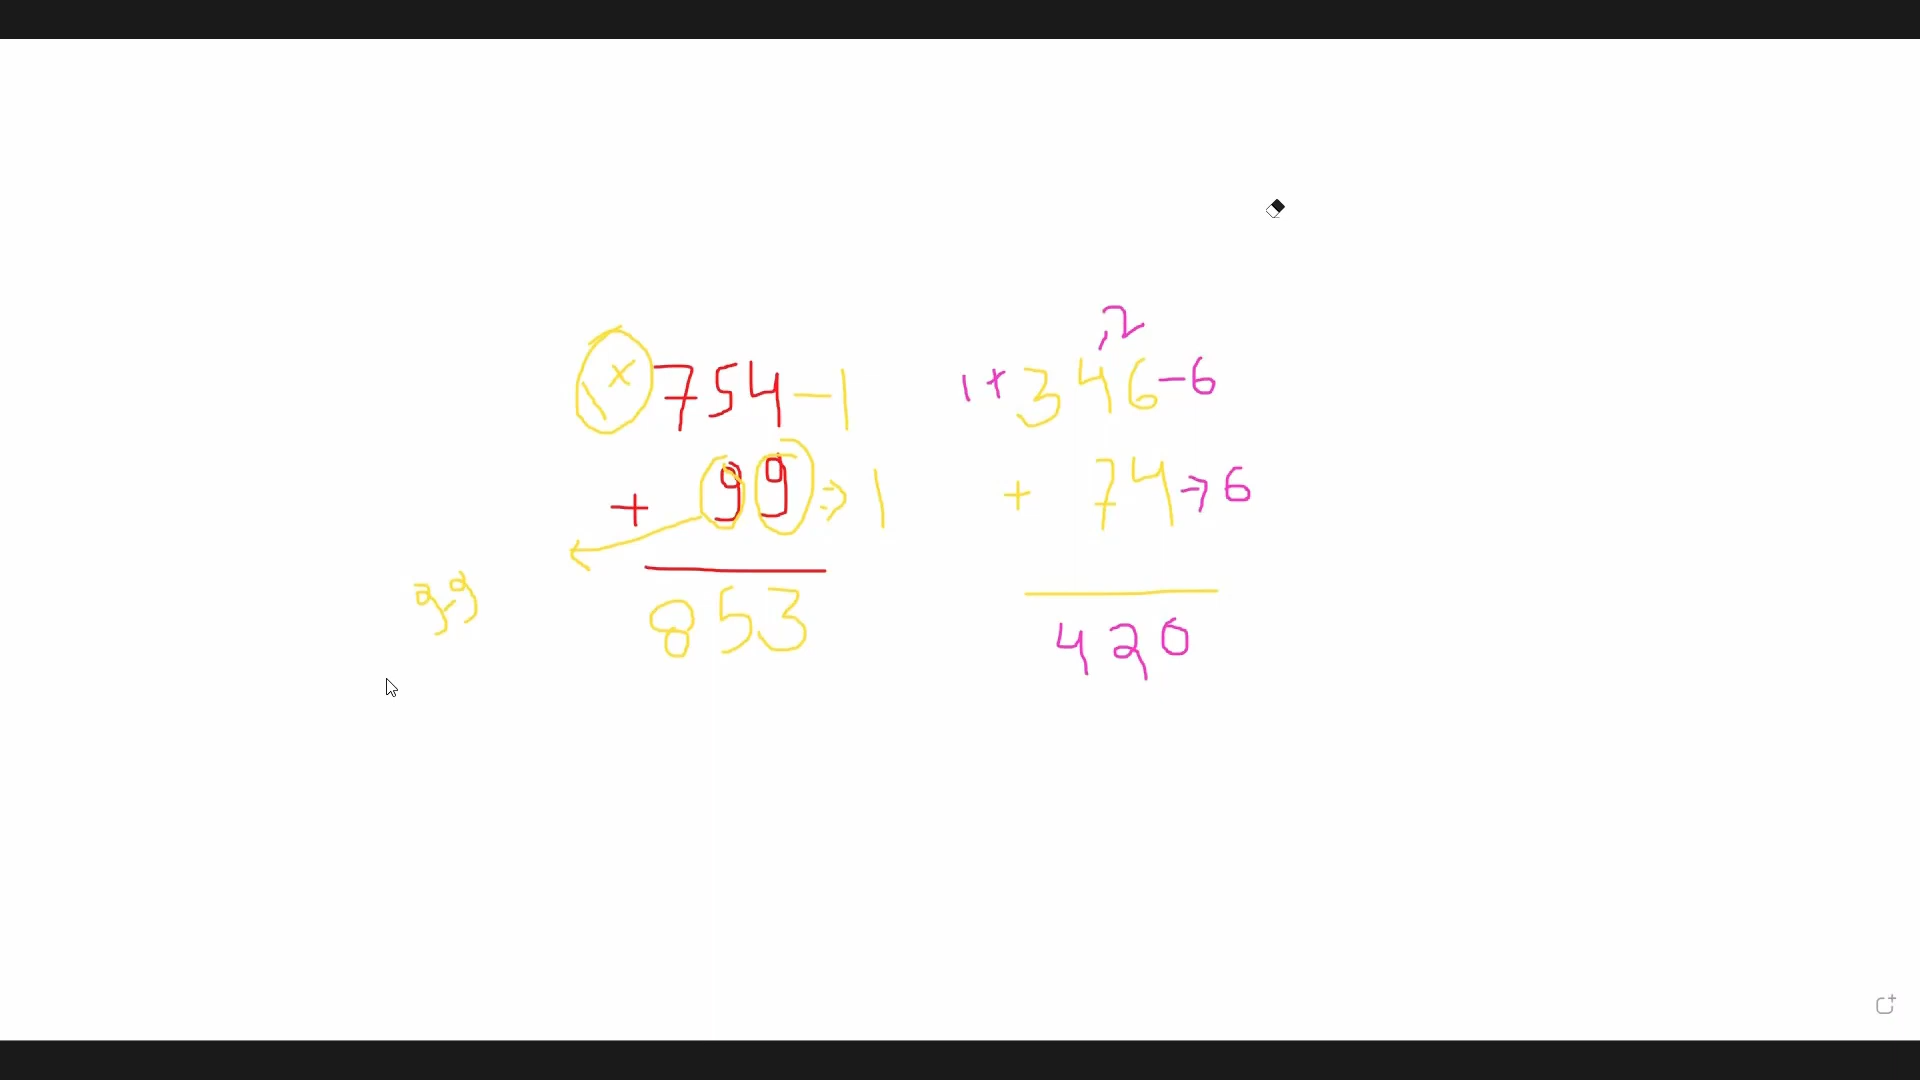 754-1
+ 99 → 1
853
2
1+346-6
+ 74 → 6
420